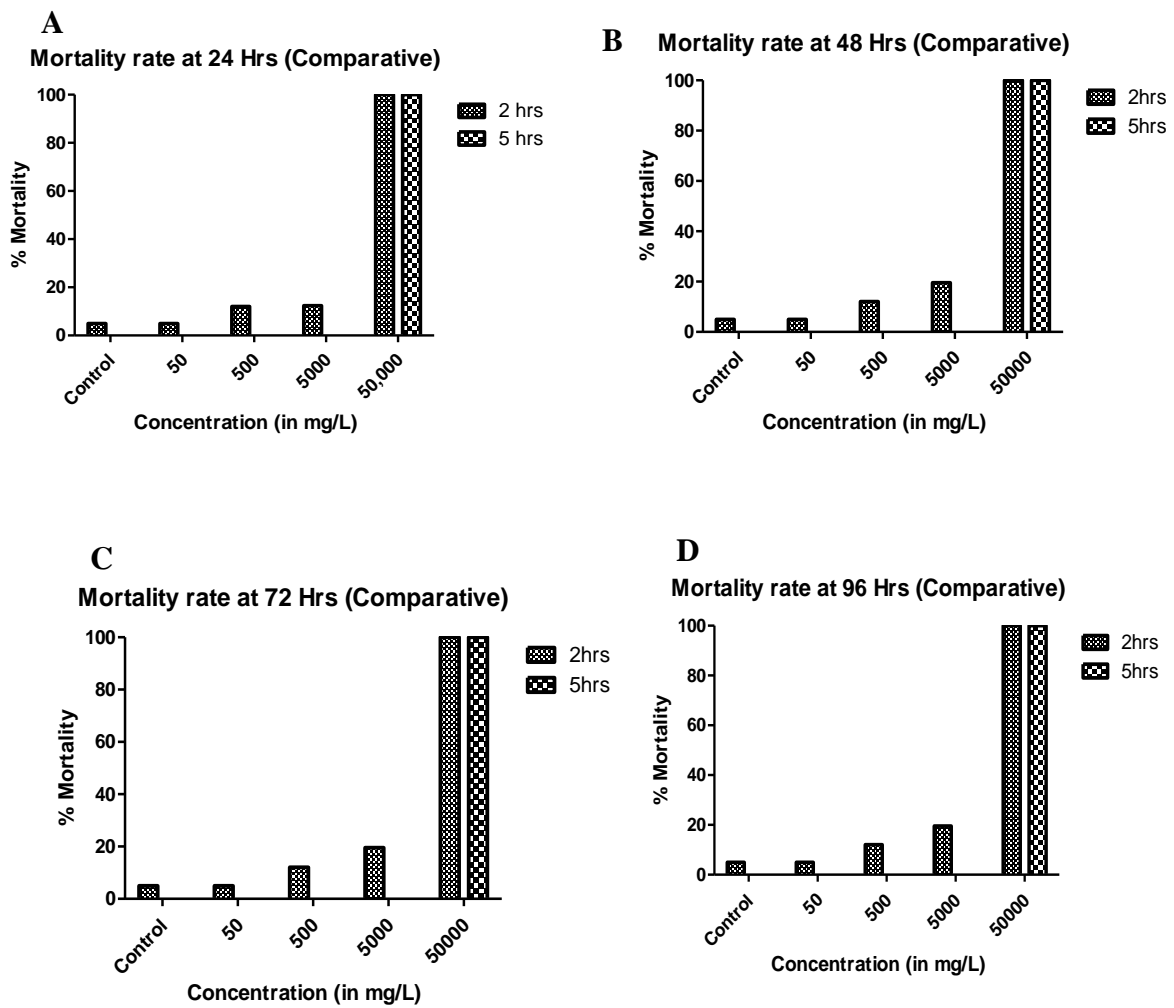 A
Mortality rate at 24 Hrs (Comparative)
100
80
60
40
20
0
% Mortality
Control
50
500
5000
50,000
Concentration (in mg/L)
2 hrs
5 hrs
B
Mortality rate at 48 Hrs (Comparative)
100
80
60
40
20
0
% Mortality
Control
50
500
5000
50000
Concentration (in mg/L)
2hrs
5hrs
C
Mortality rate at 72 Hrs (Comparative)
100
80
60
40
20
0
% Mortality
Control
50
500
5000
50000
Concentration (in mg/L)
2hrs
5hrs
D
Mortality rate at 96 Hrs (Comparative)
100
80
60
40
20
0
% Mortality
Control
50
500
5000
50000
Concentration (in mg/L)
2hrs
5hrs